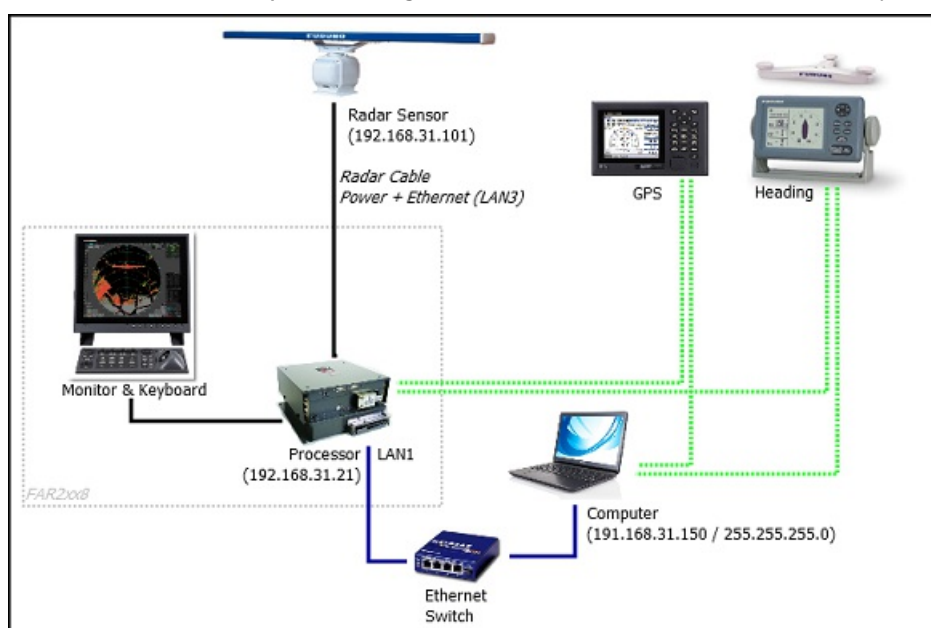 FURUNO
Radar Sensor
(192.168.31.101)
Radar Cable
Power + Ethernet (LAN3)
GPS
Heading
Monitor & Keyboard
Processor
(192.168.31.21)
LAN1
FAR2xx8
Computer
(191.168.31.150 / 255.255.255.0)
Ethernet
Switch